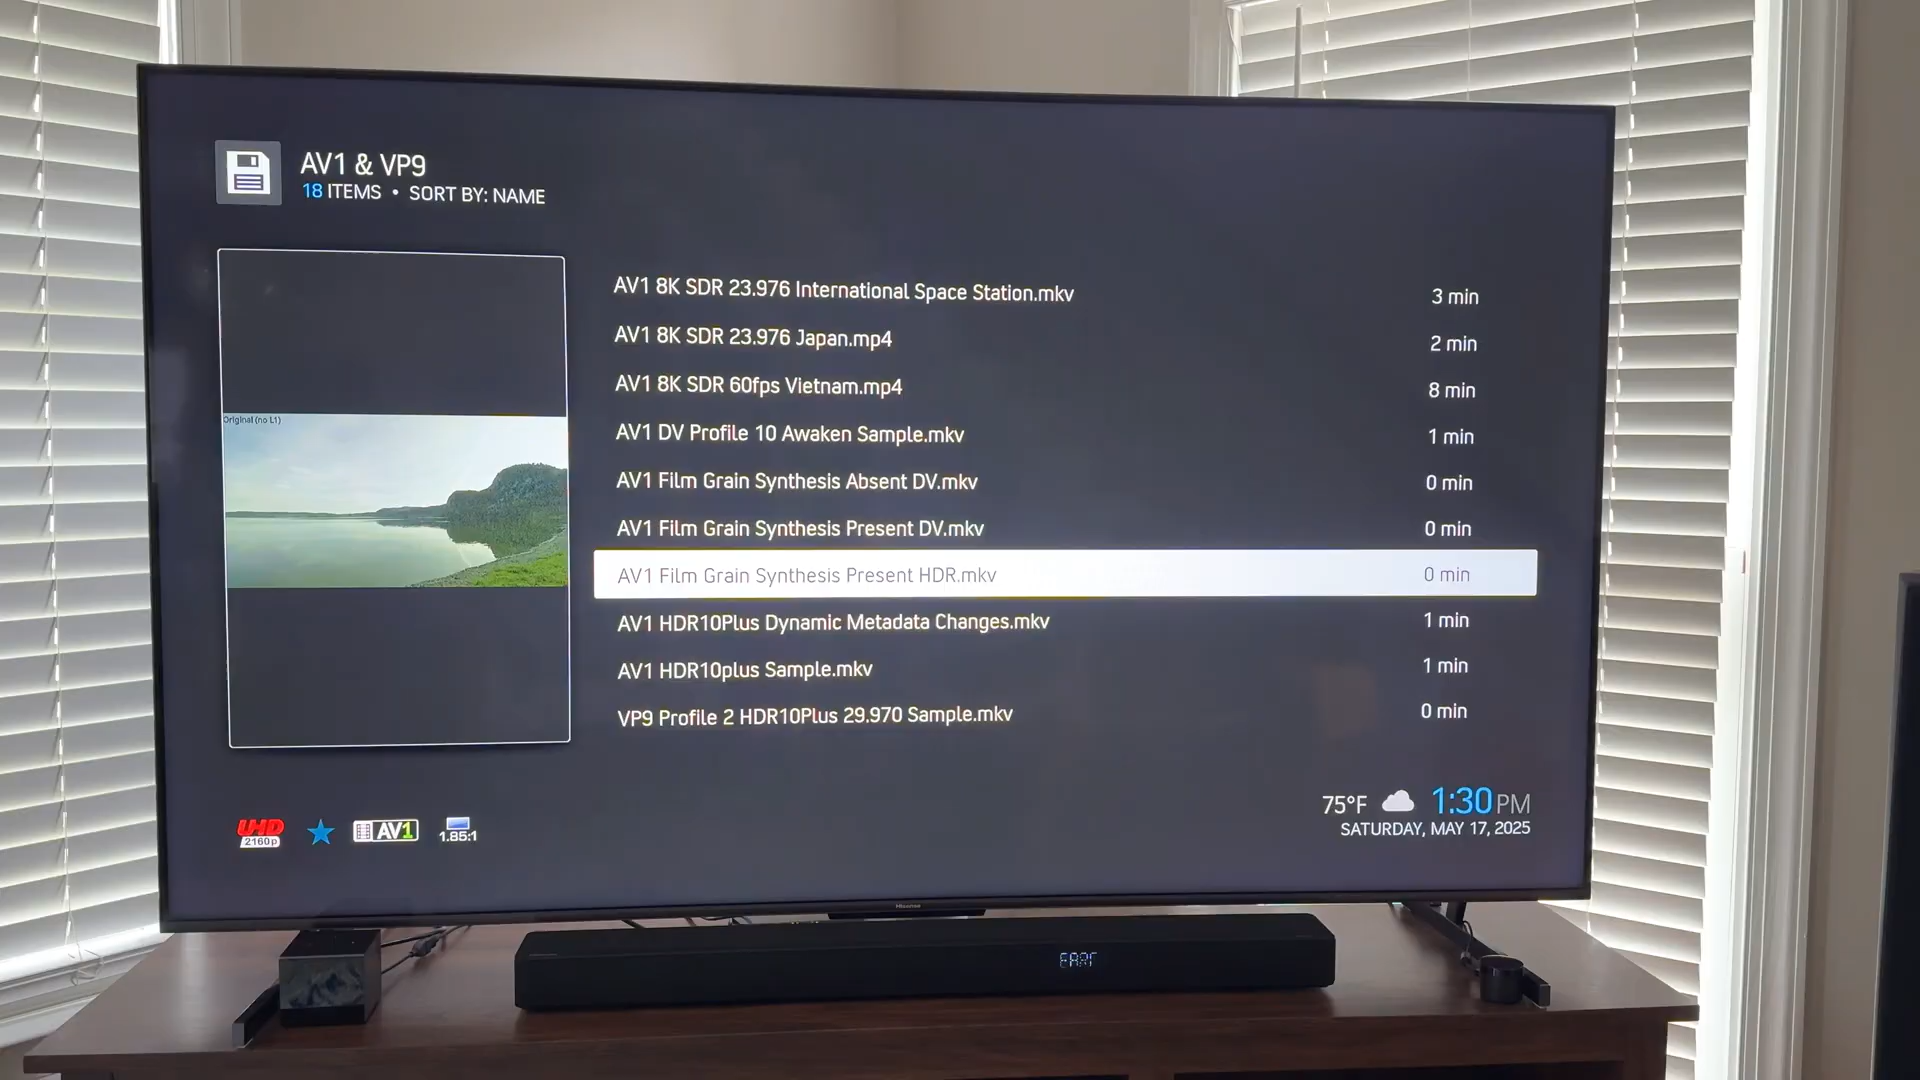 AV1 & VP9
18 ITEMS • SORT BY: NAME
Original (no L1)
AV1 8K SDR 23.976 International Space Station.mkv 3 min
AV1 8K SDR 23.976 Japan.mp4 2 min
AV1 8K SDR 60fps Vietnam.mp4 8 min
AV1 DV Profile 10 Awaken Sample.mkv 1 min
AV1 Film Grain Synthesis Absent DV.mkv 0 min
AV1 Film Grain Synthesis Present DV.mkv 0 min
AV1 Film Grain Synthesis Present HDR.mkv 0 min
AV1 HDR10Plus Dynamic Metadata Changes.mkv 1 min
AV1 HDR10plus Sample.mkv 1 min
VP9 Profile 2 HDR10Plus 29.970 Sample.mkv 0 min
75°F 1:30 PM
SATURDAY, MAY 17, 2025
UHD
2160p
AV1
1.85:1
Hisense
EARC